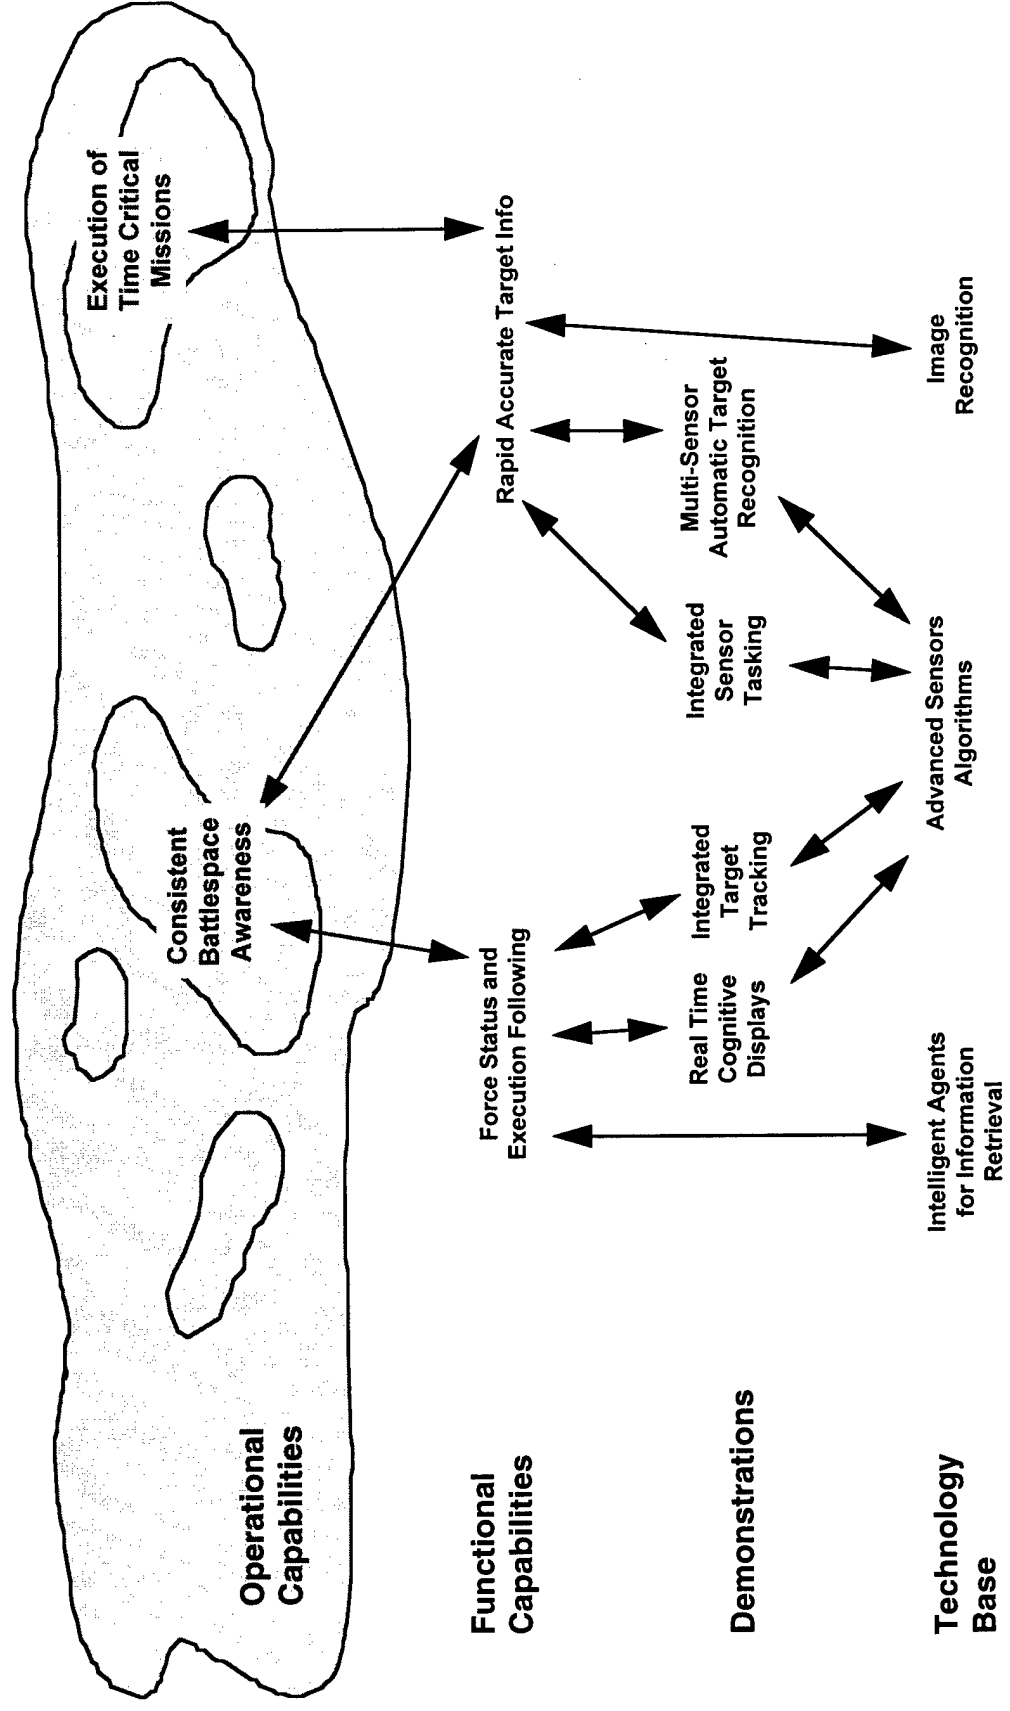 Operational
Capabilities
Consistent
Battlespace
Awareness
Execution of
Time Critical
Missions
Functional
Capabilities
Force Status and
Execution Following
Rapid Accurate Target Info
Demonstrations
Real Time
Cognitive
Displays
Integrated
Target
Tracking
Integrated
Sensor
Tasking
Multi-Sensor
Automatic Target
Recognition
Technology
Base
Intelligent Agents
for Information
Retrieval
Advanced Sensors
Algorithms
Image
Recognition